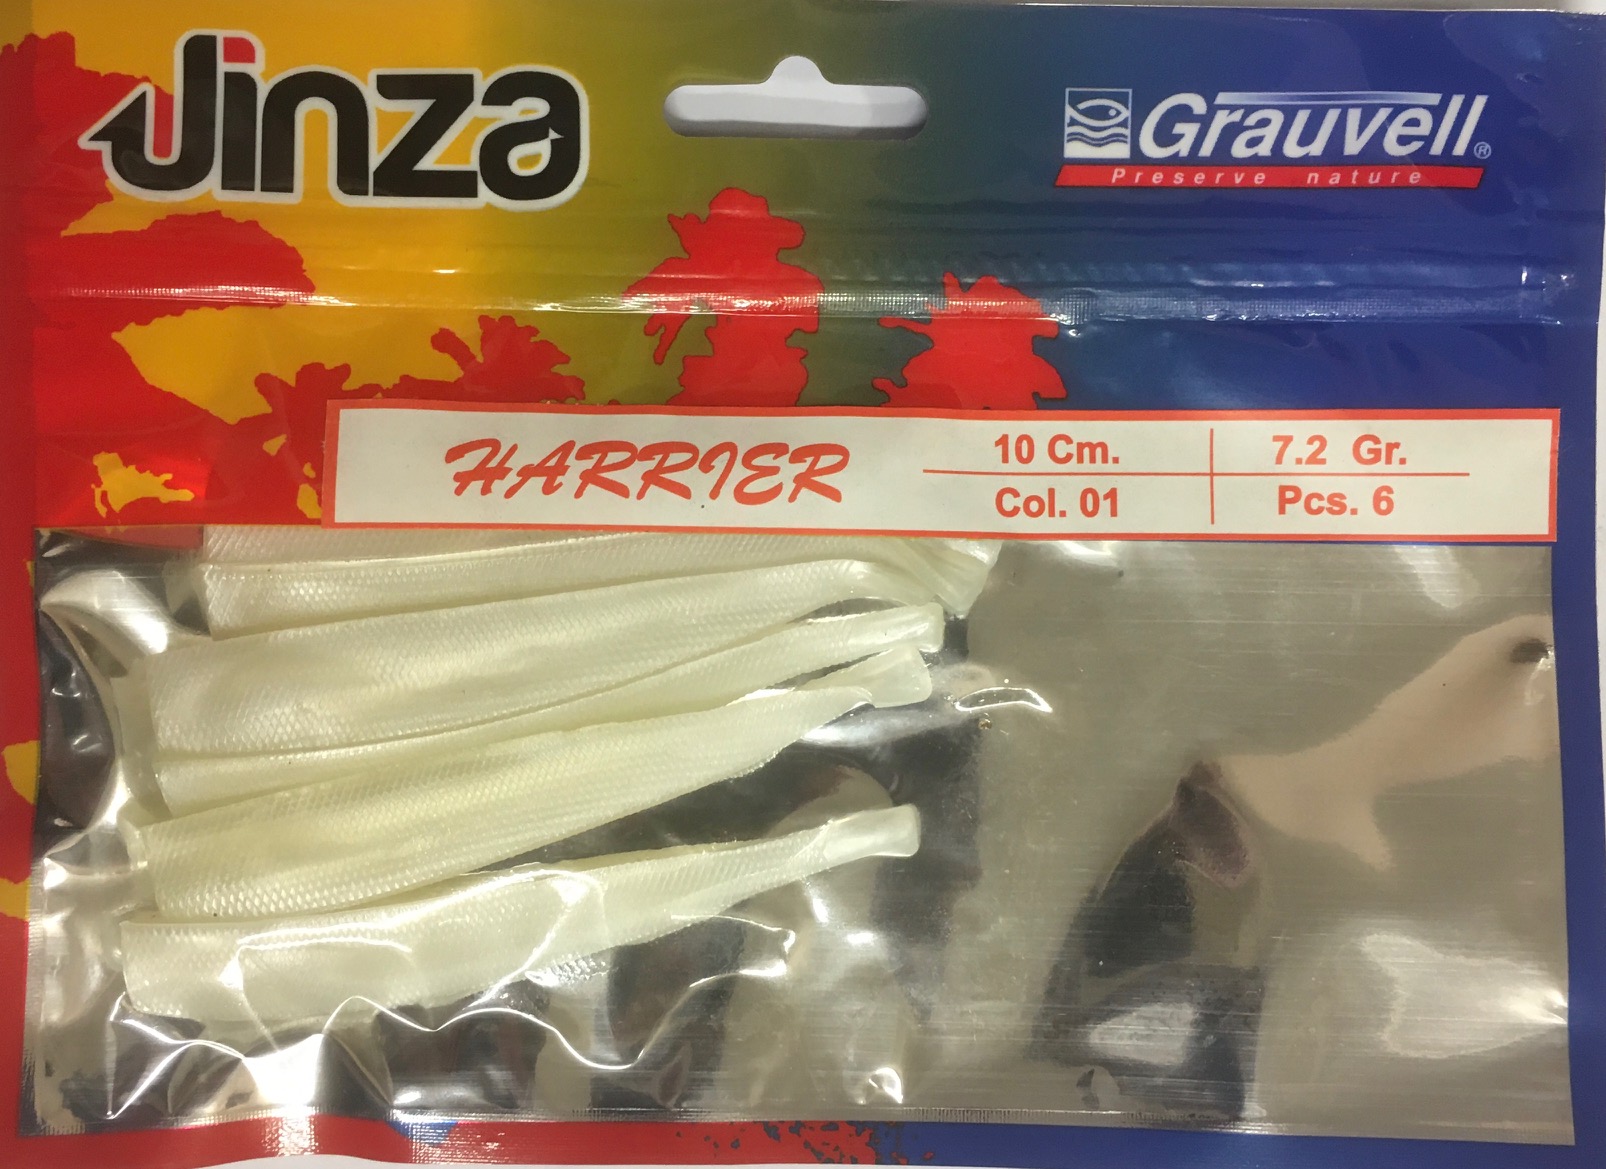 Jinza
Grauvell®
Preserve nature
HARRIER
10 Cm.
7.2 Gr.
Col. 01
Pcs. 6